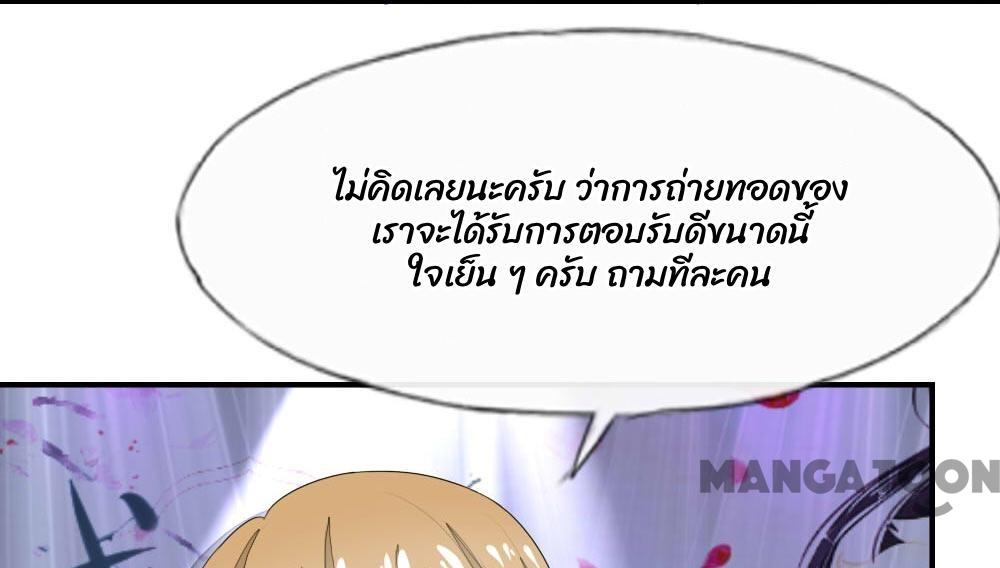 ไม่คิดเลยนะครับ ว่าการถ่ายทอดของ
เราจะได้รับการตอบรับดีขนาดนี้
ใจเย็น ๆ ครับ ถามทีละคน
MANGATOON